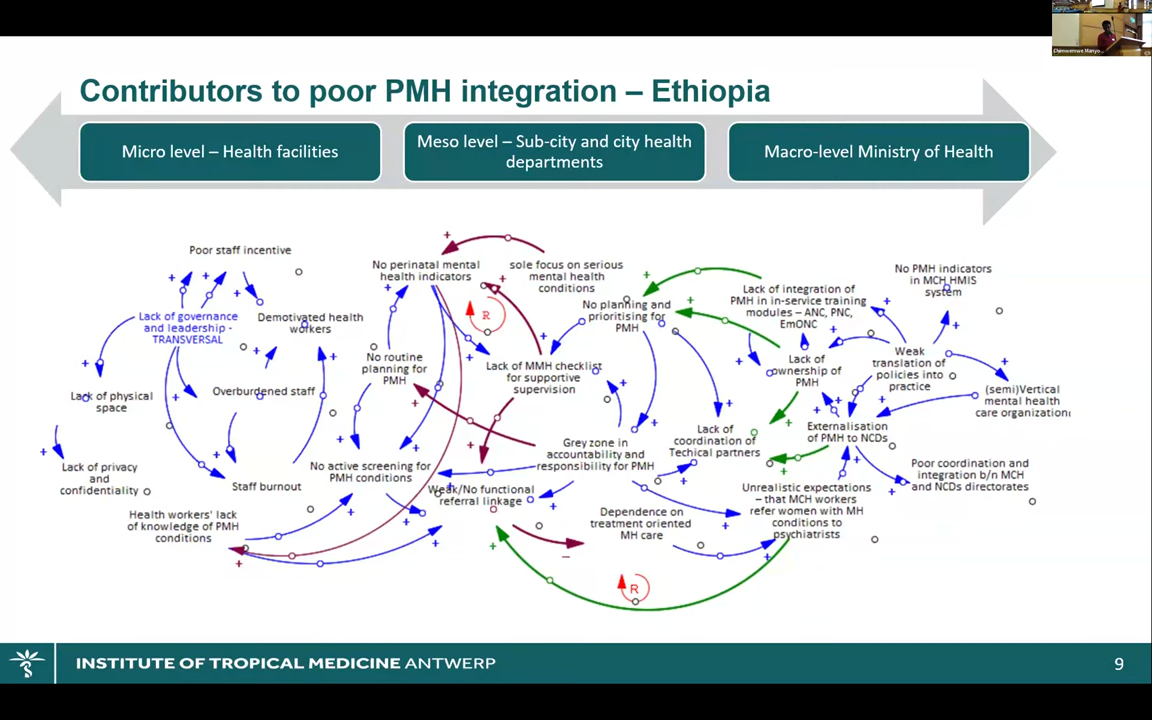 Contributors to poor PMH integration – Ethiopia
Micro level – Health facilities
Meso level – Sub-city and city health
departments
Macro-level Ministry of Health
Poor staff incentive
Lack of governance
and leadership -
TRANSVERSAL
Demotivated health
workers
Lack of physical
space
Overburdened staff
Lack of privacy
and confidentiality
Staff burnout
Health workers' lack
of knowledge of PMH
conditions
No perinatal mental
health indicators
sole focus on serious
mental health
conditions
R
No routine
planning for
PMH
Lack of MMH checklist
for supportive
supervision
No active screening for
PMH conditions
Weak/No functional
referral linkage
Grey zone in
accountability and
responsibility for PMH
No planning and
prioritising for
PMH
Lack of
coordination of
Techical partners
Dependence on
treatment oriented
MH care
R
Lack of integration of
PMH in in-service training
modules – ANC, PNC,
EmONC
Lack of
ownership of
PMH
Weak
translation of
policies into
practice
No PMH indicators
in MCH HMIS
system
(semi)Vertical
mental health
care organization
Externalisation
of PMH to NCDs
Poor coordination and
integration b/n MCH
and NCDs directorates
Unrealistic expectations
– that MCH workers
refer women with MH
conditions to
psychiatrists
INSTITUTE OF TROPICAL MEDICINE ANTWERP
9